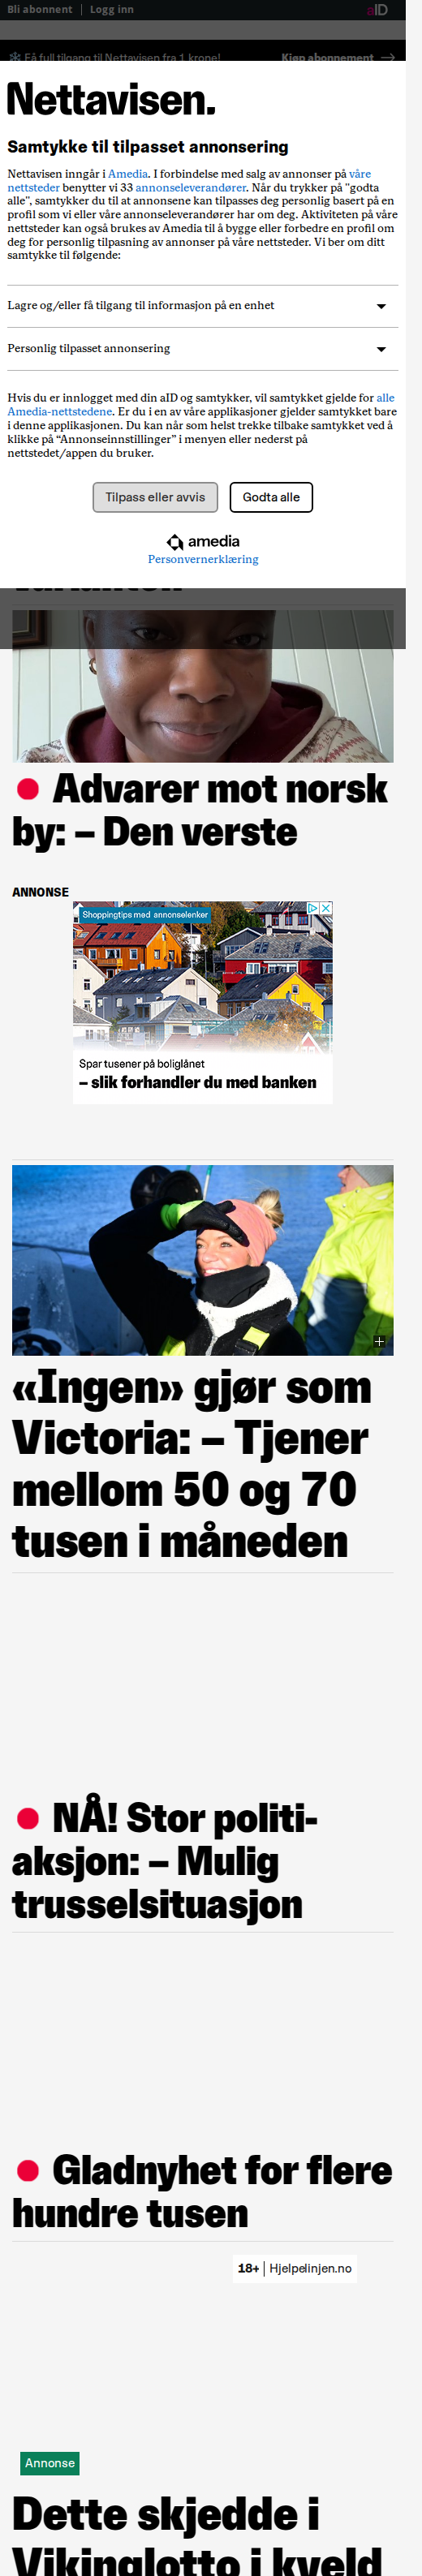 Bli abonnent | Logg inn
aID
Få full tilgang til Nettavisen fra 1 krone!
Kjøp abonnement
Nettavisen.
Samtykke til tilpasset annonsering
Nettavisen inngår i Amedia. I forbindelse med salg av annonser på våre
nettsteder benytter vi 33 annonseleverandører. Når du trykker på "godta
alle", samtykker du til at annonsene kan tilpasses deg personlig basert på en
profil som vi eller våre annonseleverandører har om deg. Aktiviteten på våre
nettsteder kan også brukes av Amedia til å bygge eller forbedre en profil om
deg for personlig tilpasning av annonser på våre nettsteder. Vi ber om ditt
samtykke til følgende:
Lagre og/eller få tilgang til informasjon på en enhet
Personlig tilpasset annonsering
Hvis du er innlogget med din aID og samtykker, vil samtykket gjelde for alle
Amedia-nettstedene. Er du i en av våre applikasjoner gjelder samtykket bare
i denne applikasjonen. Du kan når som helst trekke tilbake samtykket ved å
klikke på “Annonseinnstillinger” i menyen eller nederst på
nettstedet/appen du bruker.
Tilpass eller avvis
Godta alle
amedia
Personvernerklæring
Advarer mot norsk
by: – Den verste
ANNONSE
Shoppingtips med annonselenker
Spar tusener på boliglånet
– slik forhandler du med banken
«Ingen» gjør som
Victoria: – Tjener
mellom 50 og 70
tusen i måneden
NÅ! Stor politi-
aksjon: – Mulig
trusselsituasjon
Gladnyhet for flere
hundre tusen
18+ | Hjelpelinjen.no
Annonse
Dette skjedde i
Vikinglotto i kveld